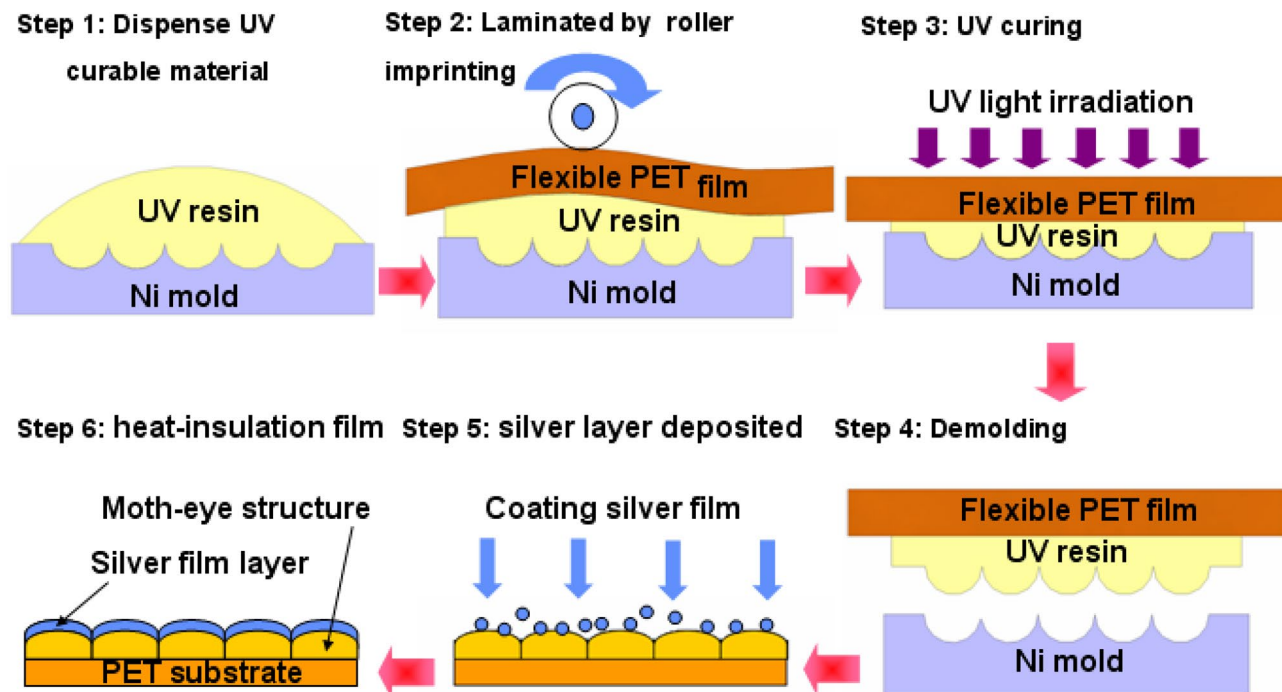 Step 1: Dispense UV
curable material
UV resin
Ni mold
Step 2: Laminated by roller
imprinting
Flexible PET film
UV resin
Ni mold
Step 3: UV curing
UV light irradiation
Flexible PET film
UV resin
Ni mold
Step 4: Demolding
Flexible PET film
UV resin
Ni mold
Step 5: silver layer deposited
Coating silver film
Step 6: heat-insulation film
Moth-eye structure
Silver film layer
PET substrate